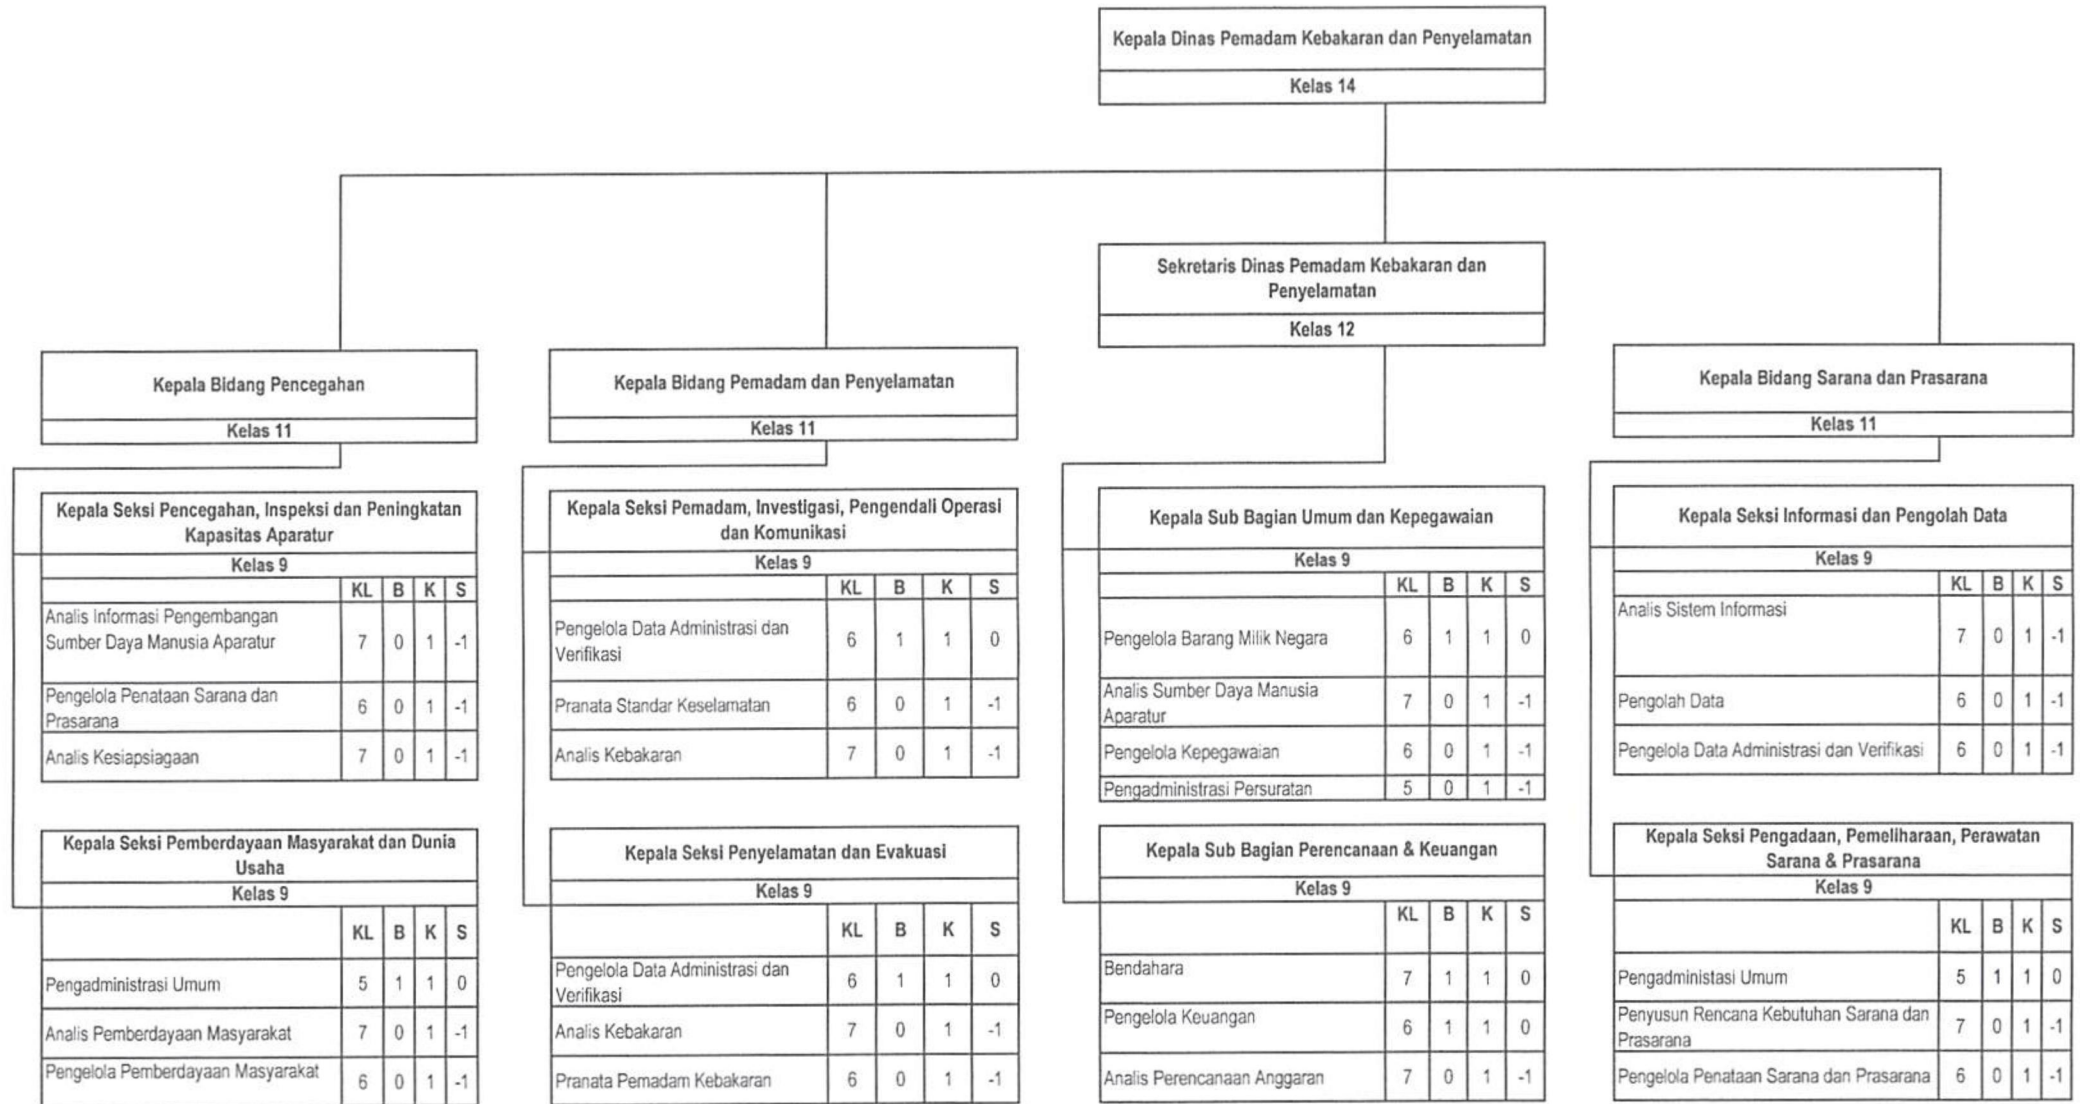 Kepala Dinas Pemadam Kebakaran dan Penyelamatan
Kelas 14
Sekretaris Dinas Pemadam Kebakaran dan
Penyelamatan
Kelas 12
Kepala Bidang Pencegahan
Kelas 11
Kepala Seksi Pencegahan, Inspeksi dan Peningkatan
Kapasitas Aparatur
Kelas 9
KL B K S
Analis Informasi Pengembangan
Sumber Daya Manusia Aparatur 7 0 1 -1
Pengelola Penataan Sarana dan
Prasarana 6 0 1 -1
Analis Kesiapsiagaan 7 0 1 -1
Kepala Seksi Pemberdayaan Masyarakat dan Dunia
Usaha
Kelas 9
KL B K S
Pengadministrasi Umum 5 1 1 0
Analis Pemberdayaan Masyarakat 7 0 1 -1
Pengelola Pemberdayaan Masyarakat 6 0 1 -1
Kepala Bidang Pemadam dan Penyelamatan
Kelas 11
Kepala Seksi Pemadam, Investigasi, Pengendali Operasi
dan Komunikasi
Kelas 9
KL B K S
Pengelola Data Administrasi dan
Verifikasi 6 1 1 0
Pranata Standar Keselamatan 6 0 1 -1
Analis Kebakaran 7 0 1 -1
Kepala Seksi Penyelamatan dan Evakuasi
Kelas 9
KL B K S
Pengelola Data Administrasi dan
Verifikasi 6 1 1 0
Analis Kebakaran 7 0 1 -1
Pranata Pemadam Kebakaran 6 0 1 -1
Kepala Sub Bagian Umum dan Kepegawaian
Kelas 9
KL B K S
Pengelola Barang Milik Negara 6 1 1 0
Analis Sumber Daya Manusia
Aparatur 7 0 1 -1
Pengelola Kepegawaian 6 0 1 -1
Pengadministrasi Persuratan 5 0 1 -1
Kepala Sub Bagian Perencanaan & Keuangan
Kelas 9
KL B K S
Bendahara 7 1 1 0
Pengelola Keuangan 6 1 1 0
Analis Perencanaan Anggaran 7 0 1 -1
Kepala Bidang Sarana dan Prasarana
Kelas 11
Kepala Seksi Informasi dan Pengolah Data
Kelas 9
KL B K S
Analis Sistem Informasi 7 0 1 -1
Pengolah Data 6 0 1 -1
Pengelola Data Administrasi dan Verifikasi 6 0 1 -1
Kepala Seksi Pengadaan, Pemeliharaan, Perawatan
Sarana & Prasarana
Kelas 9
KL B K S
Pengadministasi Umum 5 1 1 0
Penyusun Rencana Kebutuhan Sarana dan
Prasarana 7 0 1 -1
Pengelola Penataan Sarana dan Prasarana 6 0 1 -1